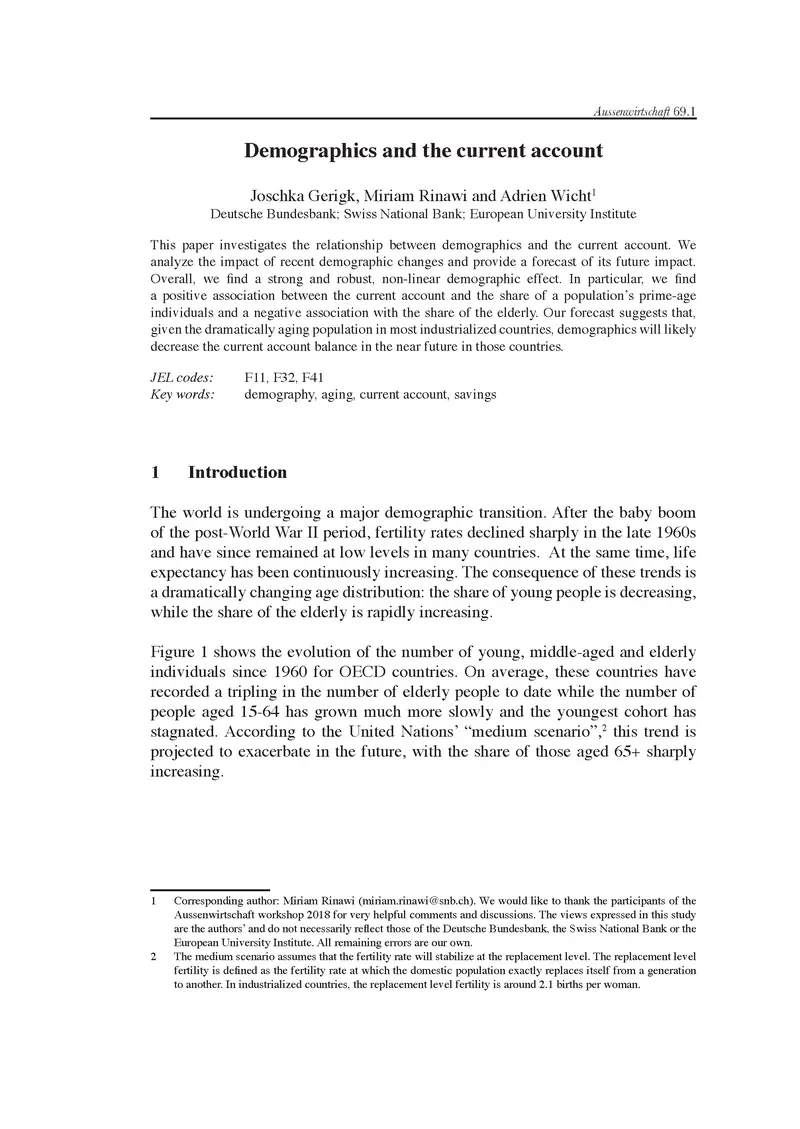 Aussenwirtschaft 69.1
Demographics and the current account
Joschka Gerigk, Miriam Rinawi and Adrien Wicht1
Deutsche Bundesbank; Swiss National Bank; European University Institute
This paper investigates the relationship between demographics and the current account. We
analyze the impact of recent demographic changes and provide a forecast of its future impact.
Overall, we find a strong and robust, non-linear demographic effect. In particular, we find
a positive association between the current account and the share of a population's prime-age
individuals and a negative association with the share of the elderly. Our forecast suggests that,
given the dramatically aging population in most industrialized countries, demographics will likely
decrease the current account balance in the near future in those countries.
JEL codes: F11, F32, F41
Key words: demography, aging, current account, savings
1 Introduction
The world is undergoing a major demographic transition. After the baby boom
of the post-World War II period, fertility rates declined sharply in the late 1960s
and have since remained at low levels in many countries. At the same time, life
expectancy has been continuously increasing. The consequence of these trends is
a dramatically changing age distribution: the share of young people is decreasing,
while the share of the elderly is rapidly increasing.
Figure 1 shows the evolution of the number of young, middle-aged and elderly
individuals since 1960 for OECD countries. On average, these countries have
recorded a tripling in the number of elderly people to date while the number of
people aged 15-64 has grown much more slowly and the youngest cohort has
stagnated. According to the United Nations' “medium scenario”,2 this trend is
projected to exacerbate in the future, with the share of those aged 65+ sharply
increasing.
1 Corresponding author: Miriam Rinawi (miriam.rinawi@snb.ch). We would like to thank the participants of the
Aussenwirtschaft workshop 2018 for very helpful comments and discussions. The views expressed in this study
are the authors' and do not necessarily reflect those of the Deutsche Bundesbank, the Swiss National Bank or the
European University Institute. All remaining errors are our own.
2 The medium scenario assumes that the fertility rate will stabilize at the replacement level. The replacement level
fertility is defined as the fertility rate at which the domestic population exactly replaces itself from a generation
to another. In industrialized countries, the replacement level fertility is around 2.1 births per woman.